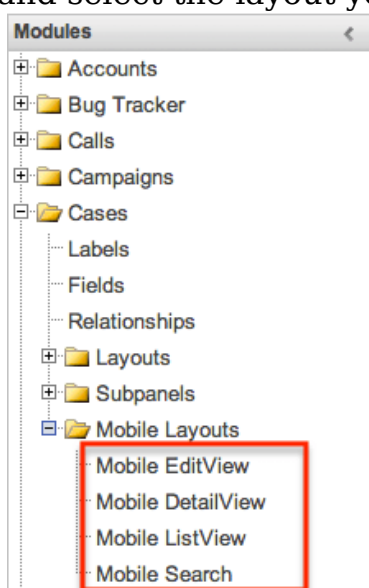 and select the layout yo
Modules
Accounts
Bug Tracker
Calls
Campaigns
Cases
Labels
Fields
Relationships
Layouts
Subpanels
Mobile Layouts
Mobile EditView
Mobile DetailView
Mobile ListView
Mobile Search